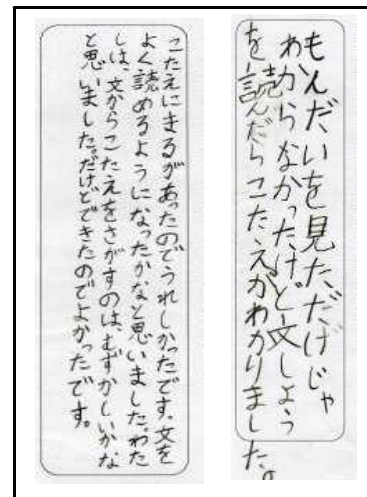 もんだいを見ただけじゃ
わからなかったけど文しょう
を読んだらこたえがわかりました。
こたえにまるがあったのでうれしかったです。文を
よく読めるようになったかなと思いました。わた
しは、文からこたえをさがすのは、むずかしいかな
と思いました。だけどできたのでよかったです。